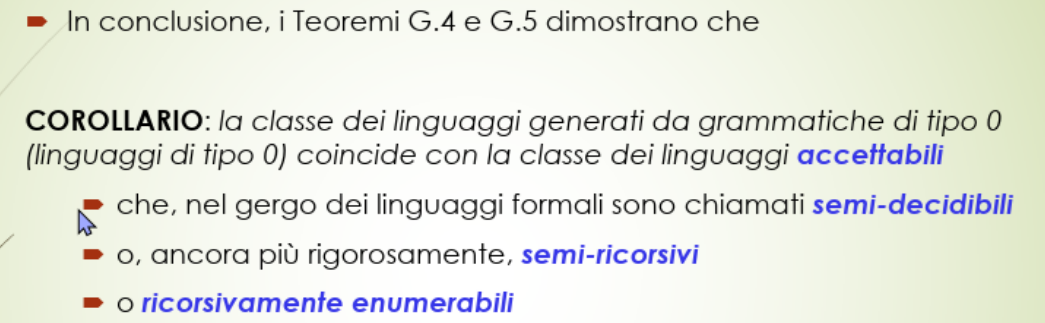 In conclusione, i Teoremi G.4 e G.5 dimostrano che
COROLLARIO: la classe dei linguaggi generati da grammatiche di tipo 0
(linguaggi di tipo 0) coincide con la classe dei linguaggi accettabili
che, nel gergo dei linguaggi formali sono chiamati semi-decidibili
o, ancora più rigorosamente, semi-ricorsivi
o ricorsivamente enumerabili